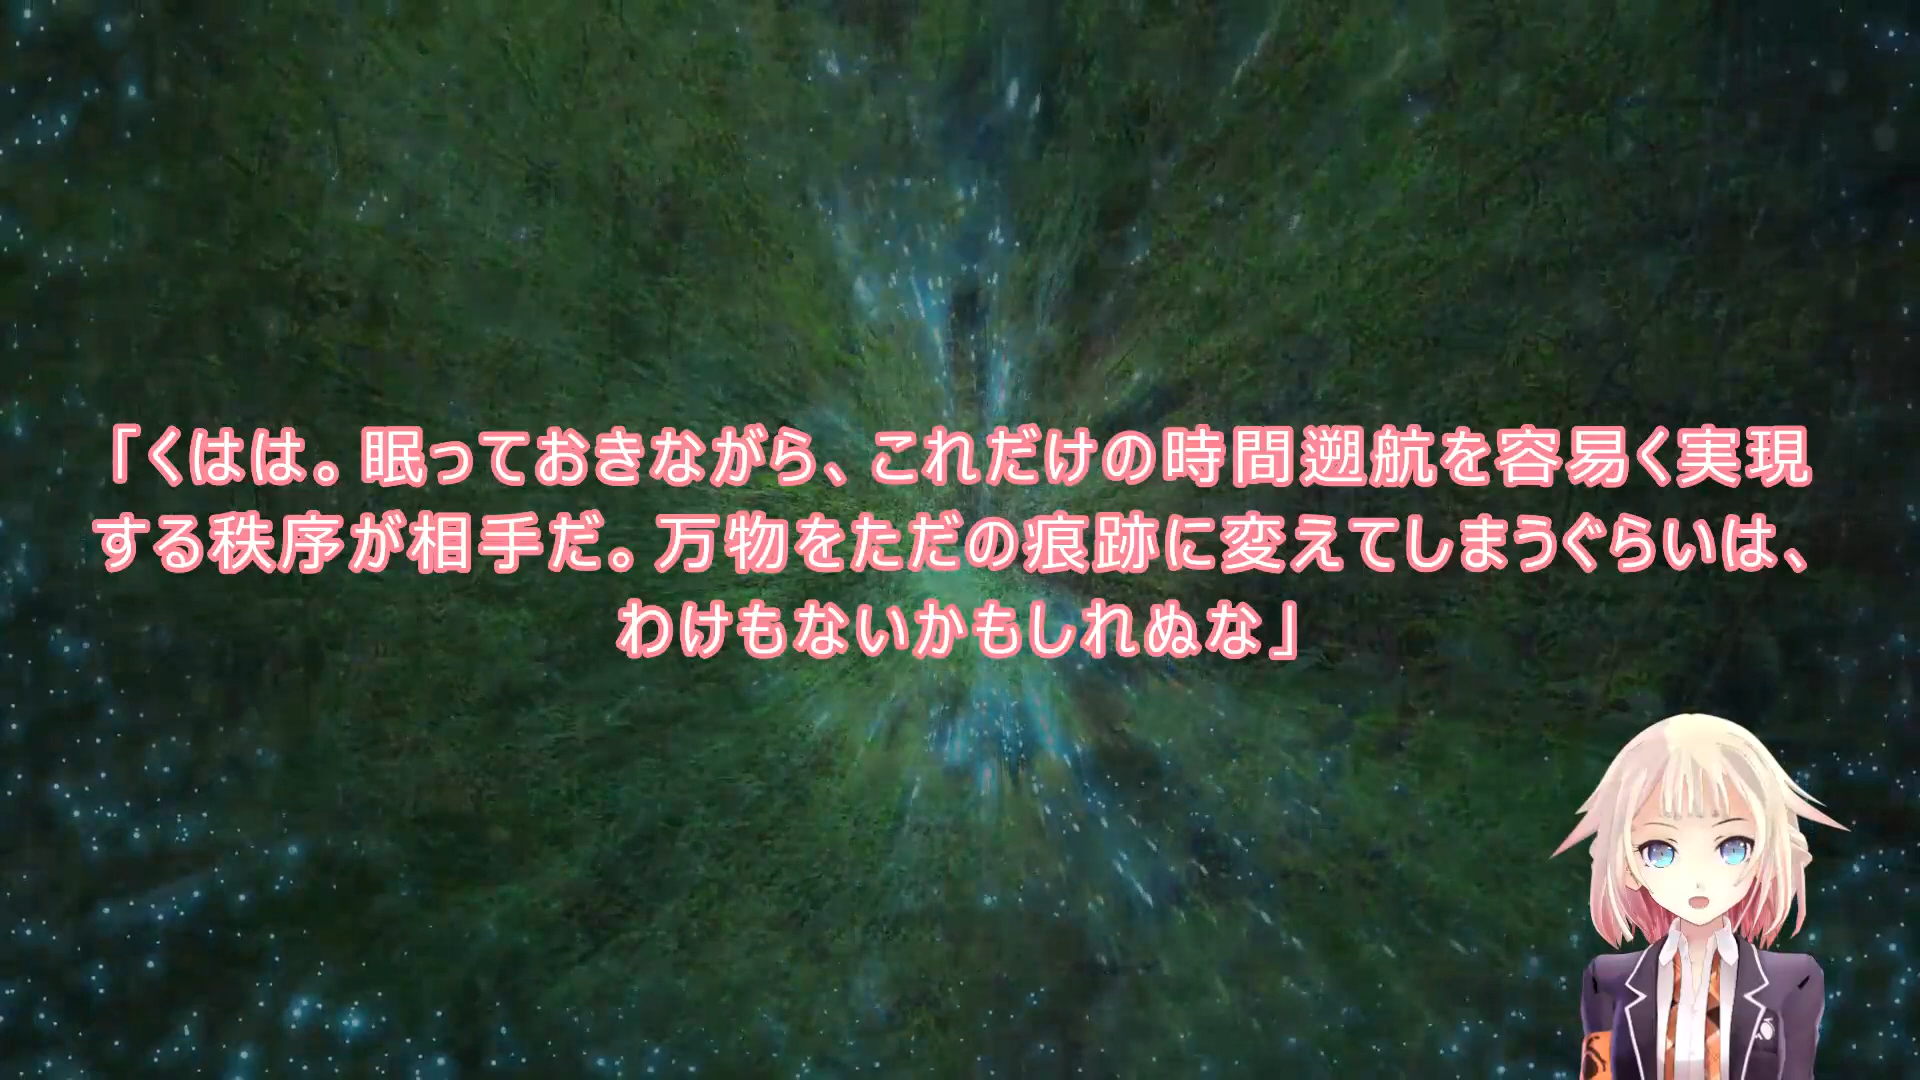 「くはは。眠っておきながら、これだけの時間遡航を容易く実現
する秩序が相手だ。万物をただの痕跡に変えてしまうぐらいは、
わけもないかもしれぬな」